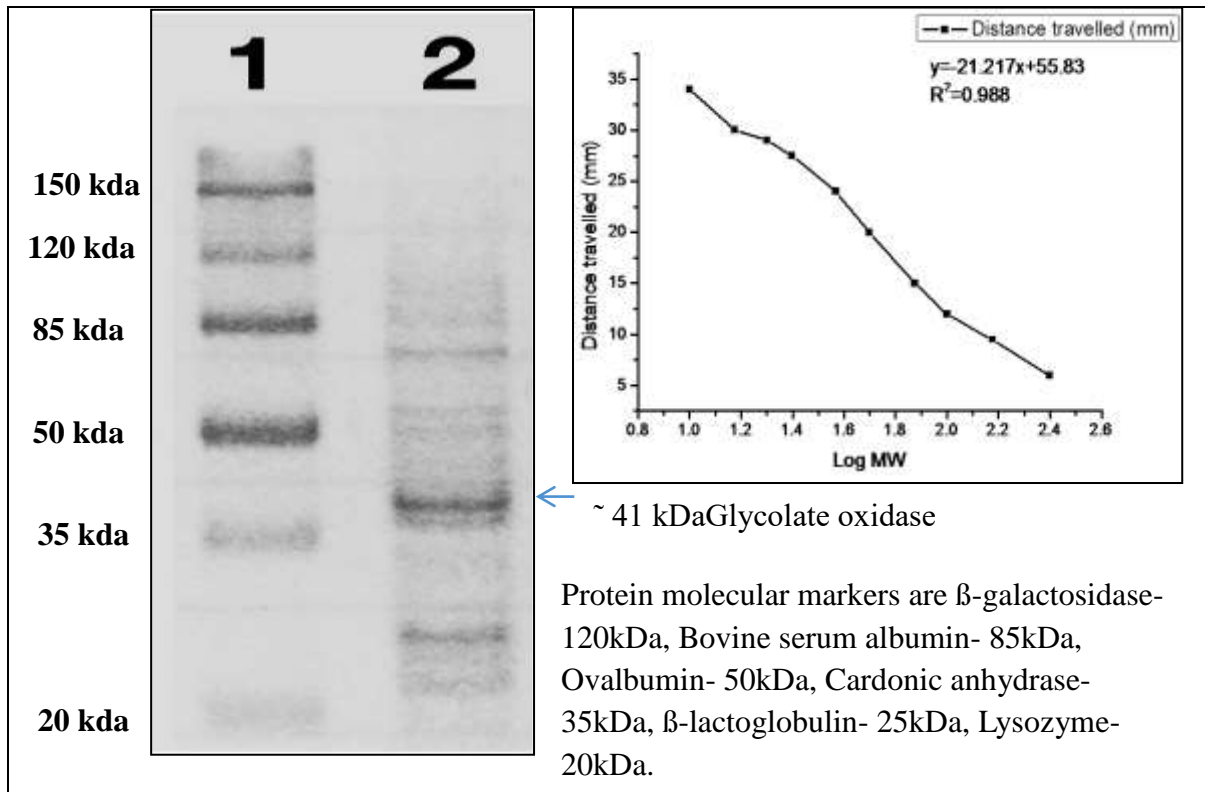 1 2
150 kda
120 kda
85 kda
50 kda
35 kda
20 kda
Distance travelled (mm)
y=-21.217x+55.83
R²=0.988
Distance travelled (mm)
35
30
25
20
15
10
5
0.8 1.0 1.2 1.4 1.6 1.8 2.0 2.2 2.4 2.6
Log MW
~ 41 kDaGlycolate oxidase
Protein molecular markers are ß-galactosidase-
120kDa, Bovine serum albumin- 85kDa,
Ovalbumin- 50kDa, Cardonic anhydrase-
35kDa, ß-lactoglobulin- 25kDa, Lysozyme-
20kDa.